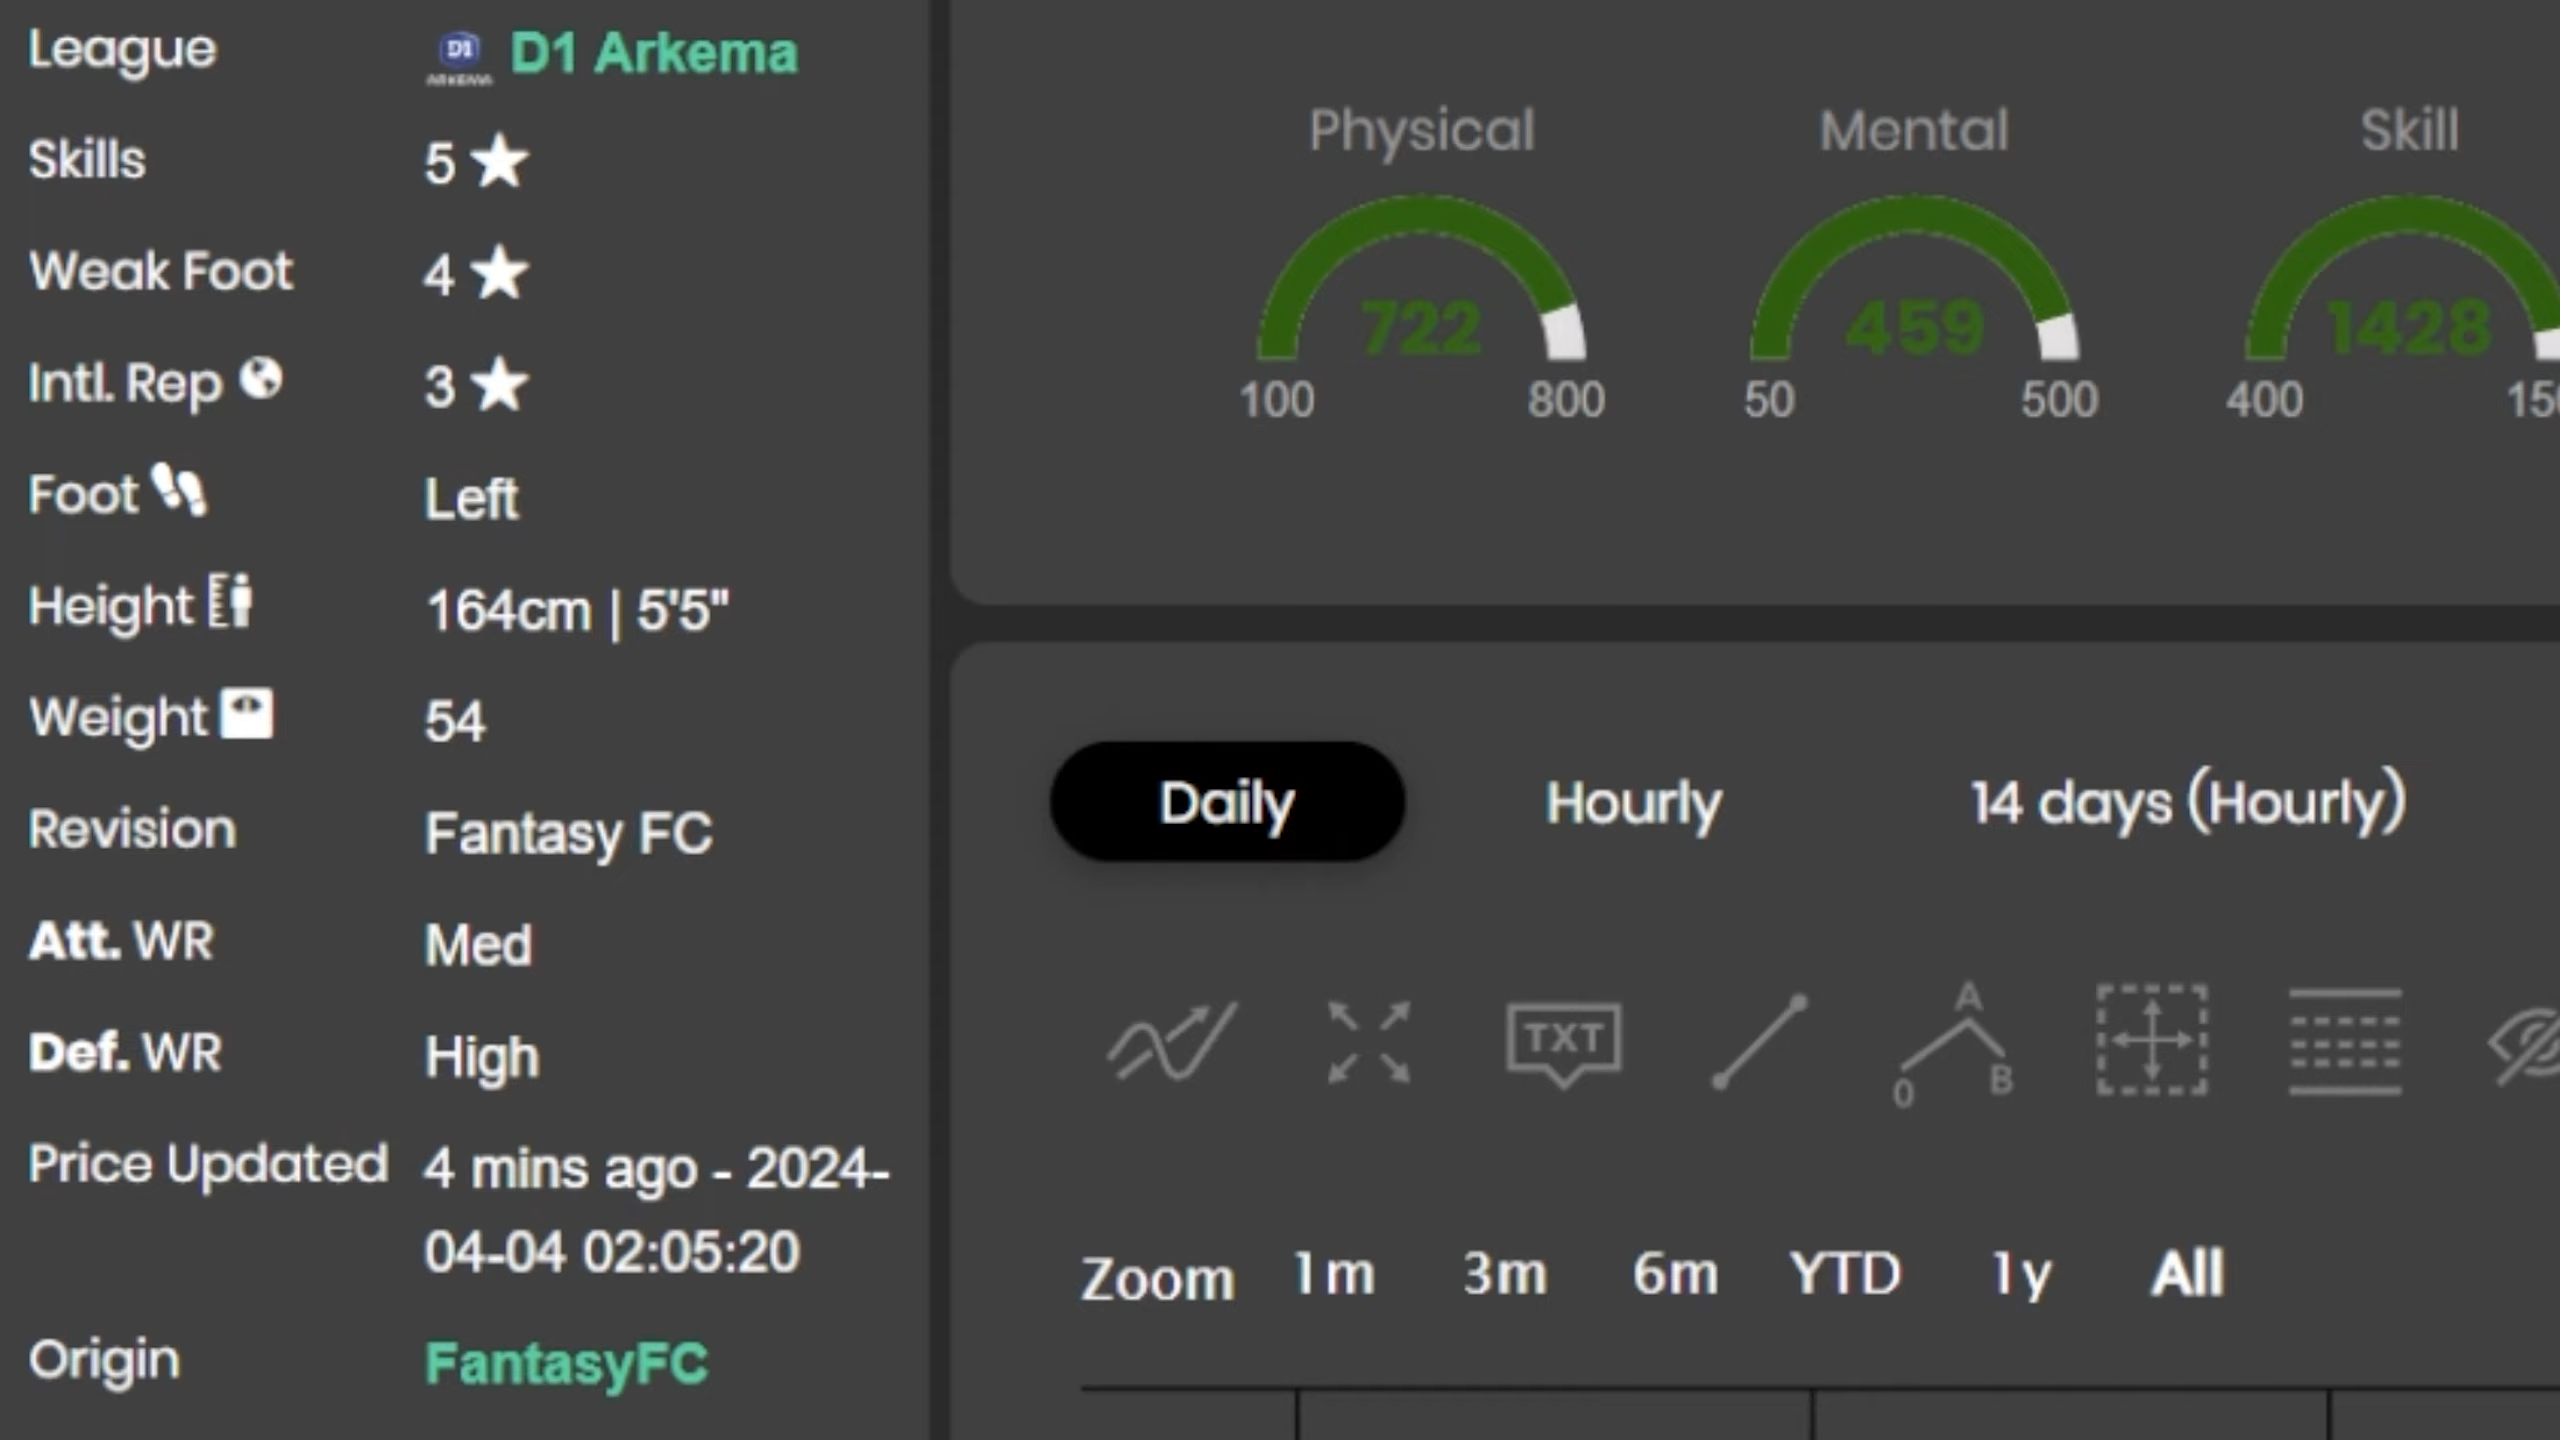 League D1 ARKEMA D1 Arkema
Skills 5
Weak Foot 4
Intl. Rep 3
Foot Left
Height 164cm | 5'5"
Weight 54
Revision Fantasy FC
Att. WR Med
Def. WR High
Price Updated 4 mins ago - 2024-
04-04 02:05:20
Origin FantasyFC
Physical Mental Skill
722 459 1428
100 800 50 500 400
Daily Hourly 14 days (Hourly)
TXT 0 A B
Zoom 1m 3m 6m YTD 1y All